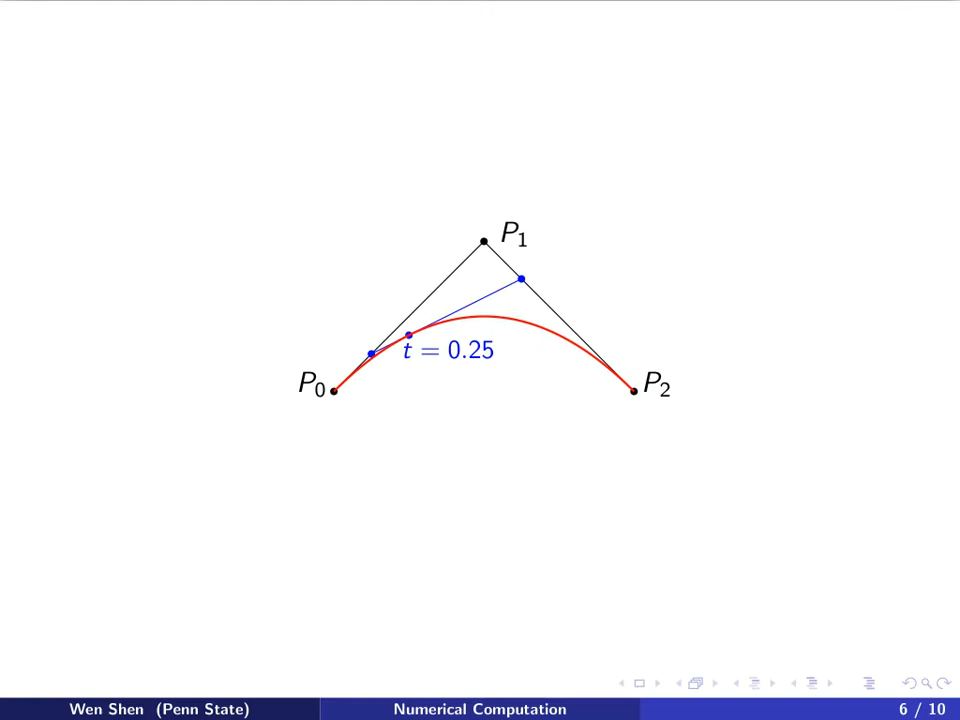 P₁
t = 0.25
P₀
P₂
Wen Shen (Penn State)
Numerical Computation
6 / 10